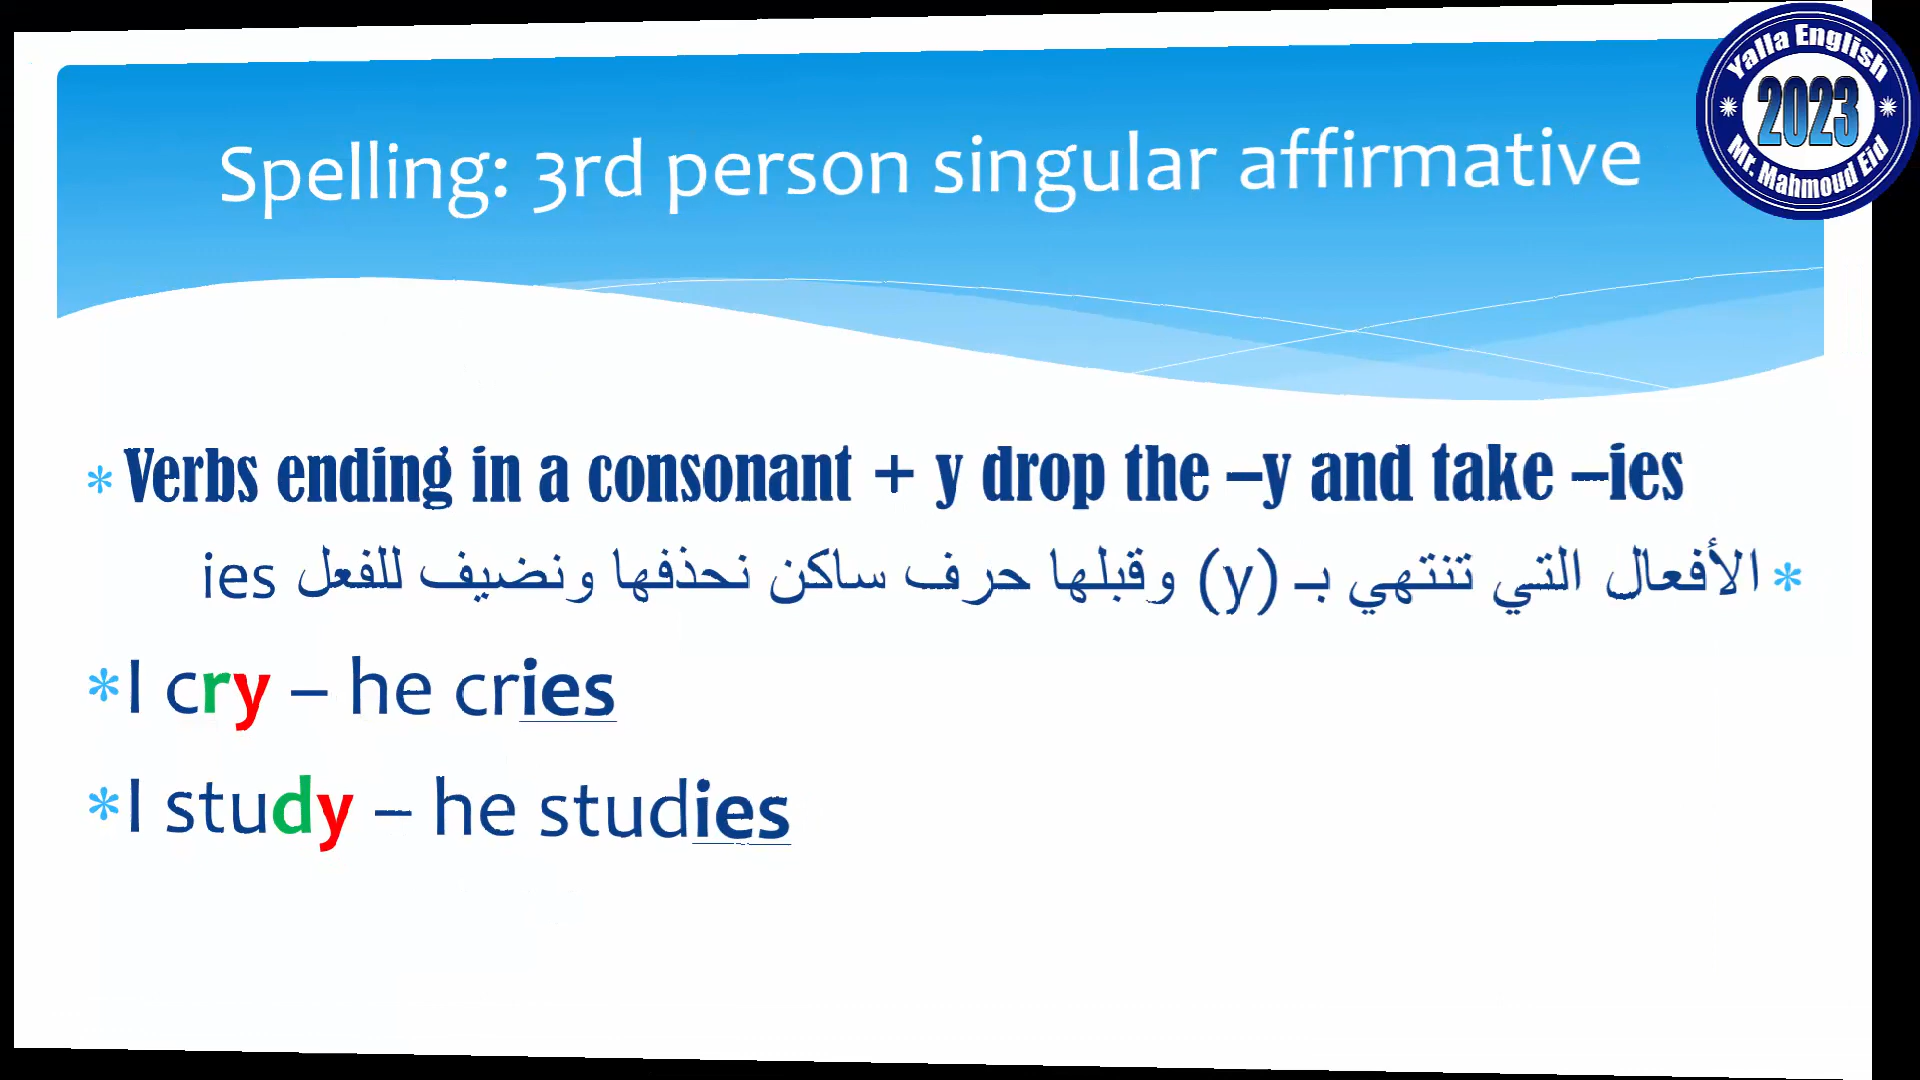 Yalla English
2023
Mr. Mahmoud Eid
Spelling: 3rd person singular affirmative
* Verbs ending in a consonant + y drop the –y and take –ies
* الأفعال التي تنتهي بـ (y) وقبلها حرف ساكن نحذفها ونضيف للفعل ies
* I cry – he cries
* I study – he studies